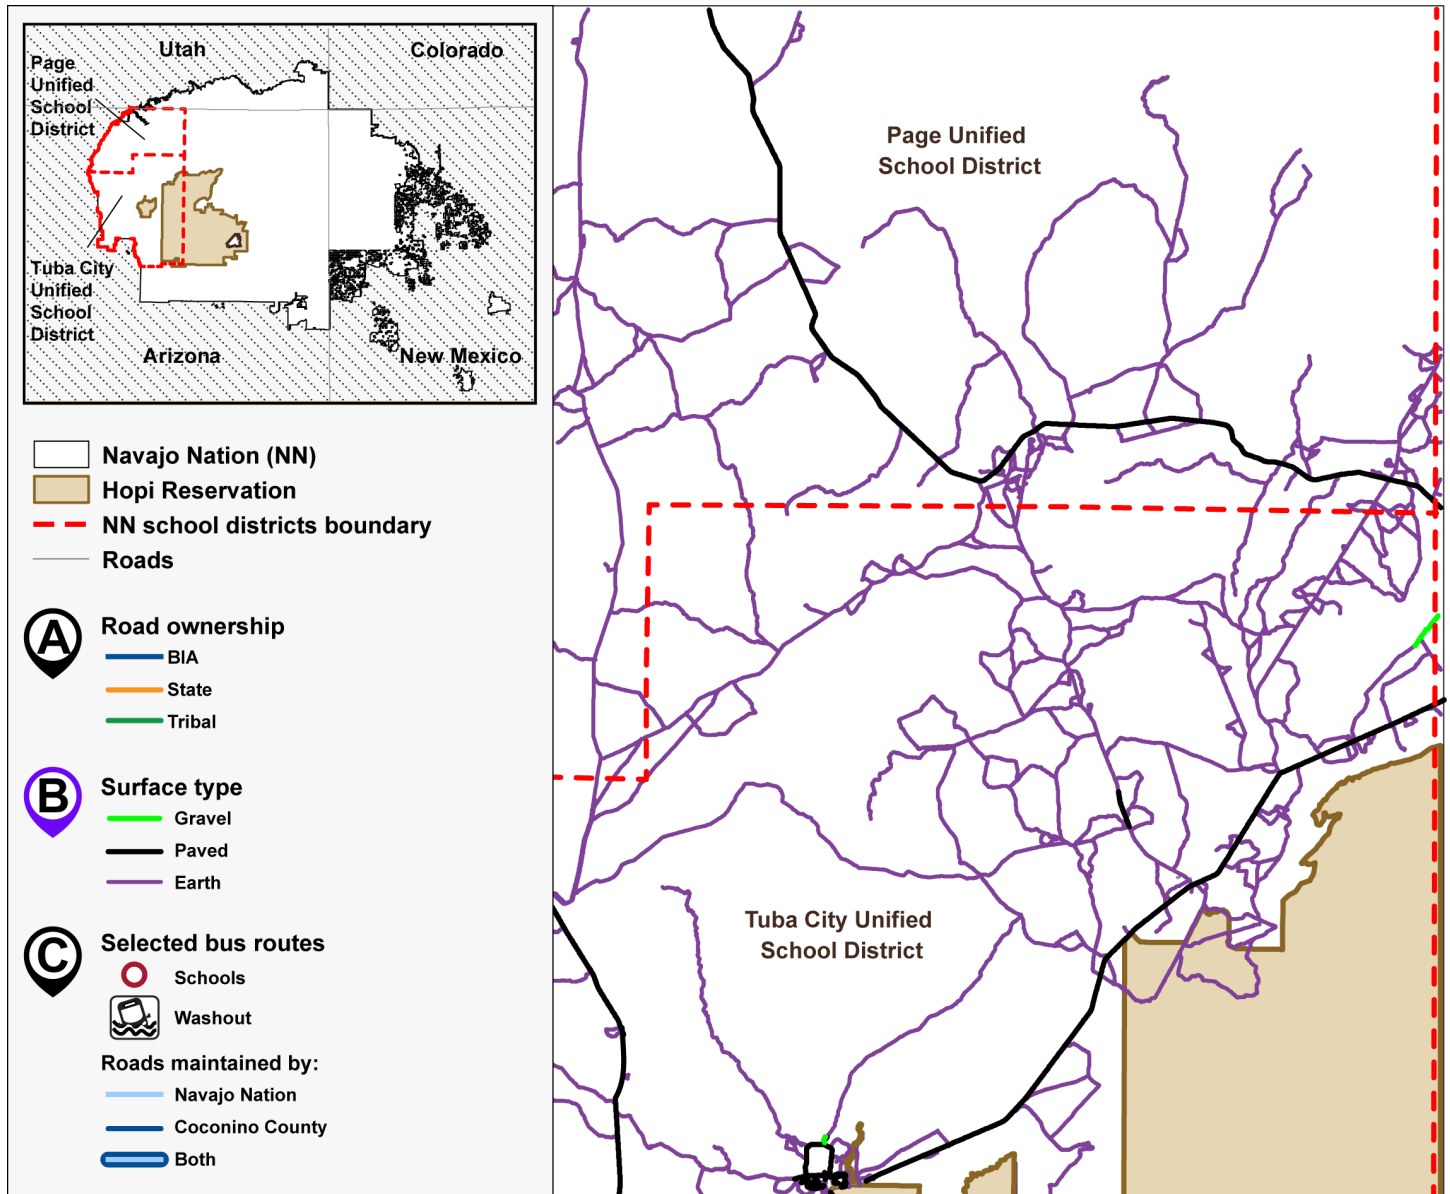 Utah
Colorado
Page
Unified
School
District
Tuba City
Unified
School
District
Arizona
New Mexico
Navajo Nation (NN)
Hopi Reservation
NN school districts boundary
Roads
A
Road ownership
BIA
State
Tribal
B
Surface type
Gravel
Paved
Earth
C
Selected bus routes
Schools
Washout
Roads maintained by:
Navajo Nation
Coconino County
Both
Page Unified
School District
Tuba City Unified
School District